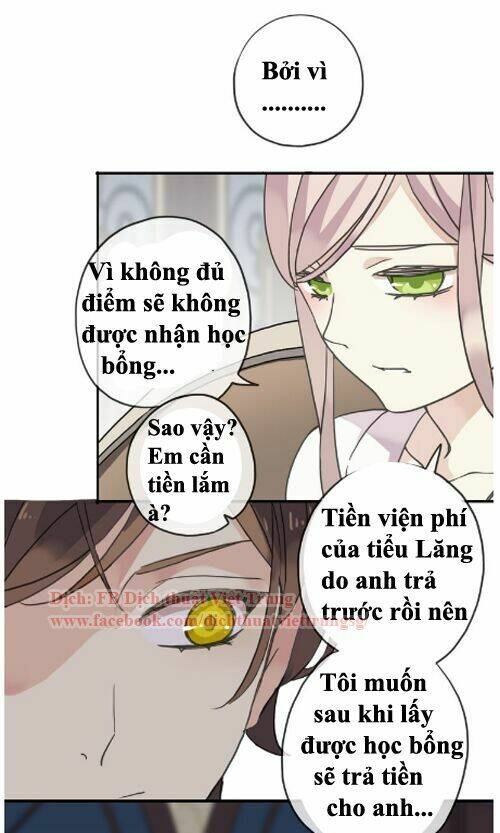 Bởi vì
..........
Vì không đủ
điểm sẽ không
được nhận học
bổng...
Sao vậy?
Em cần
tiền lắm
à?
Tiền viện phí
của tiểu Lăng
do anh trả
trước rồi nên
Dịch: FB Dịch thuật Việt Trung
www.facebook.com/dichthuatviettrungsg/
Tôi muốn
sau khi lấy
được học bổng
sẽ trả tiền
cho anh...